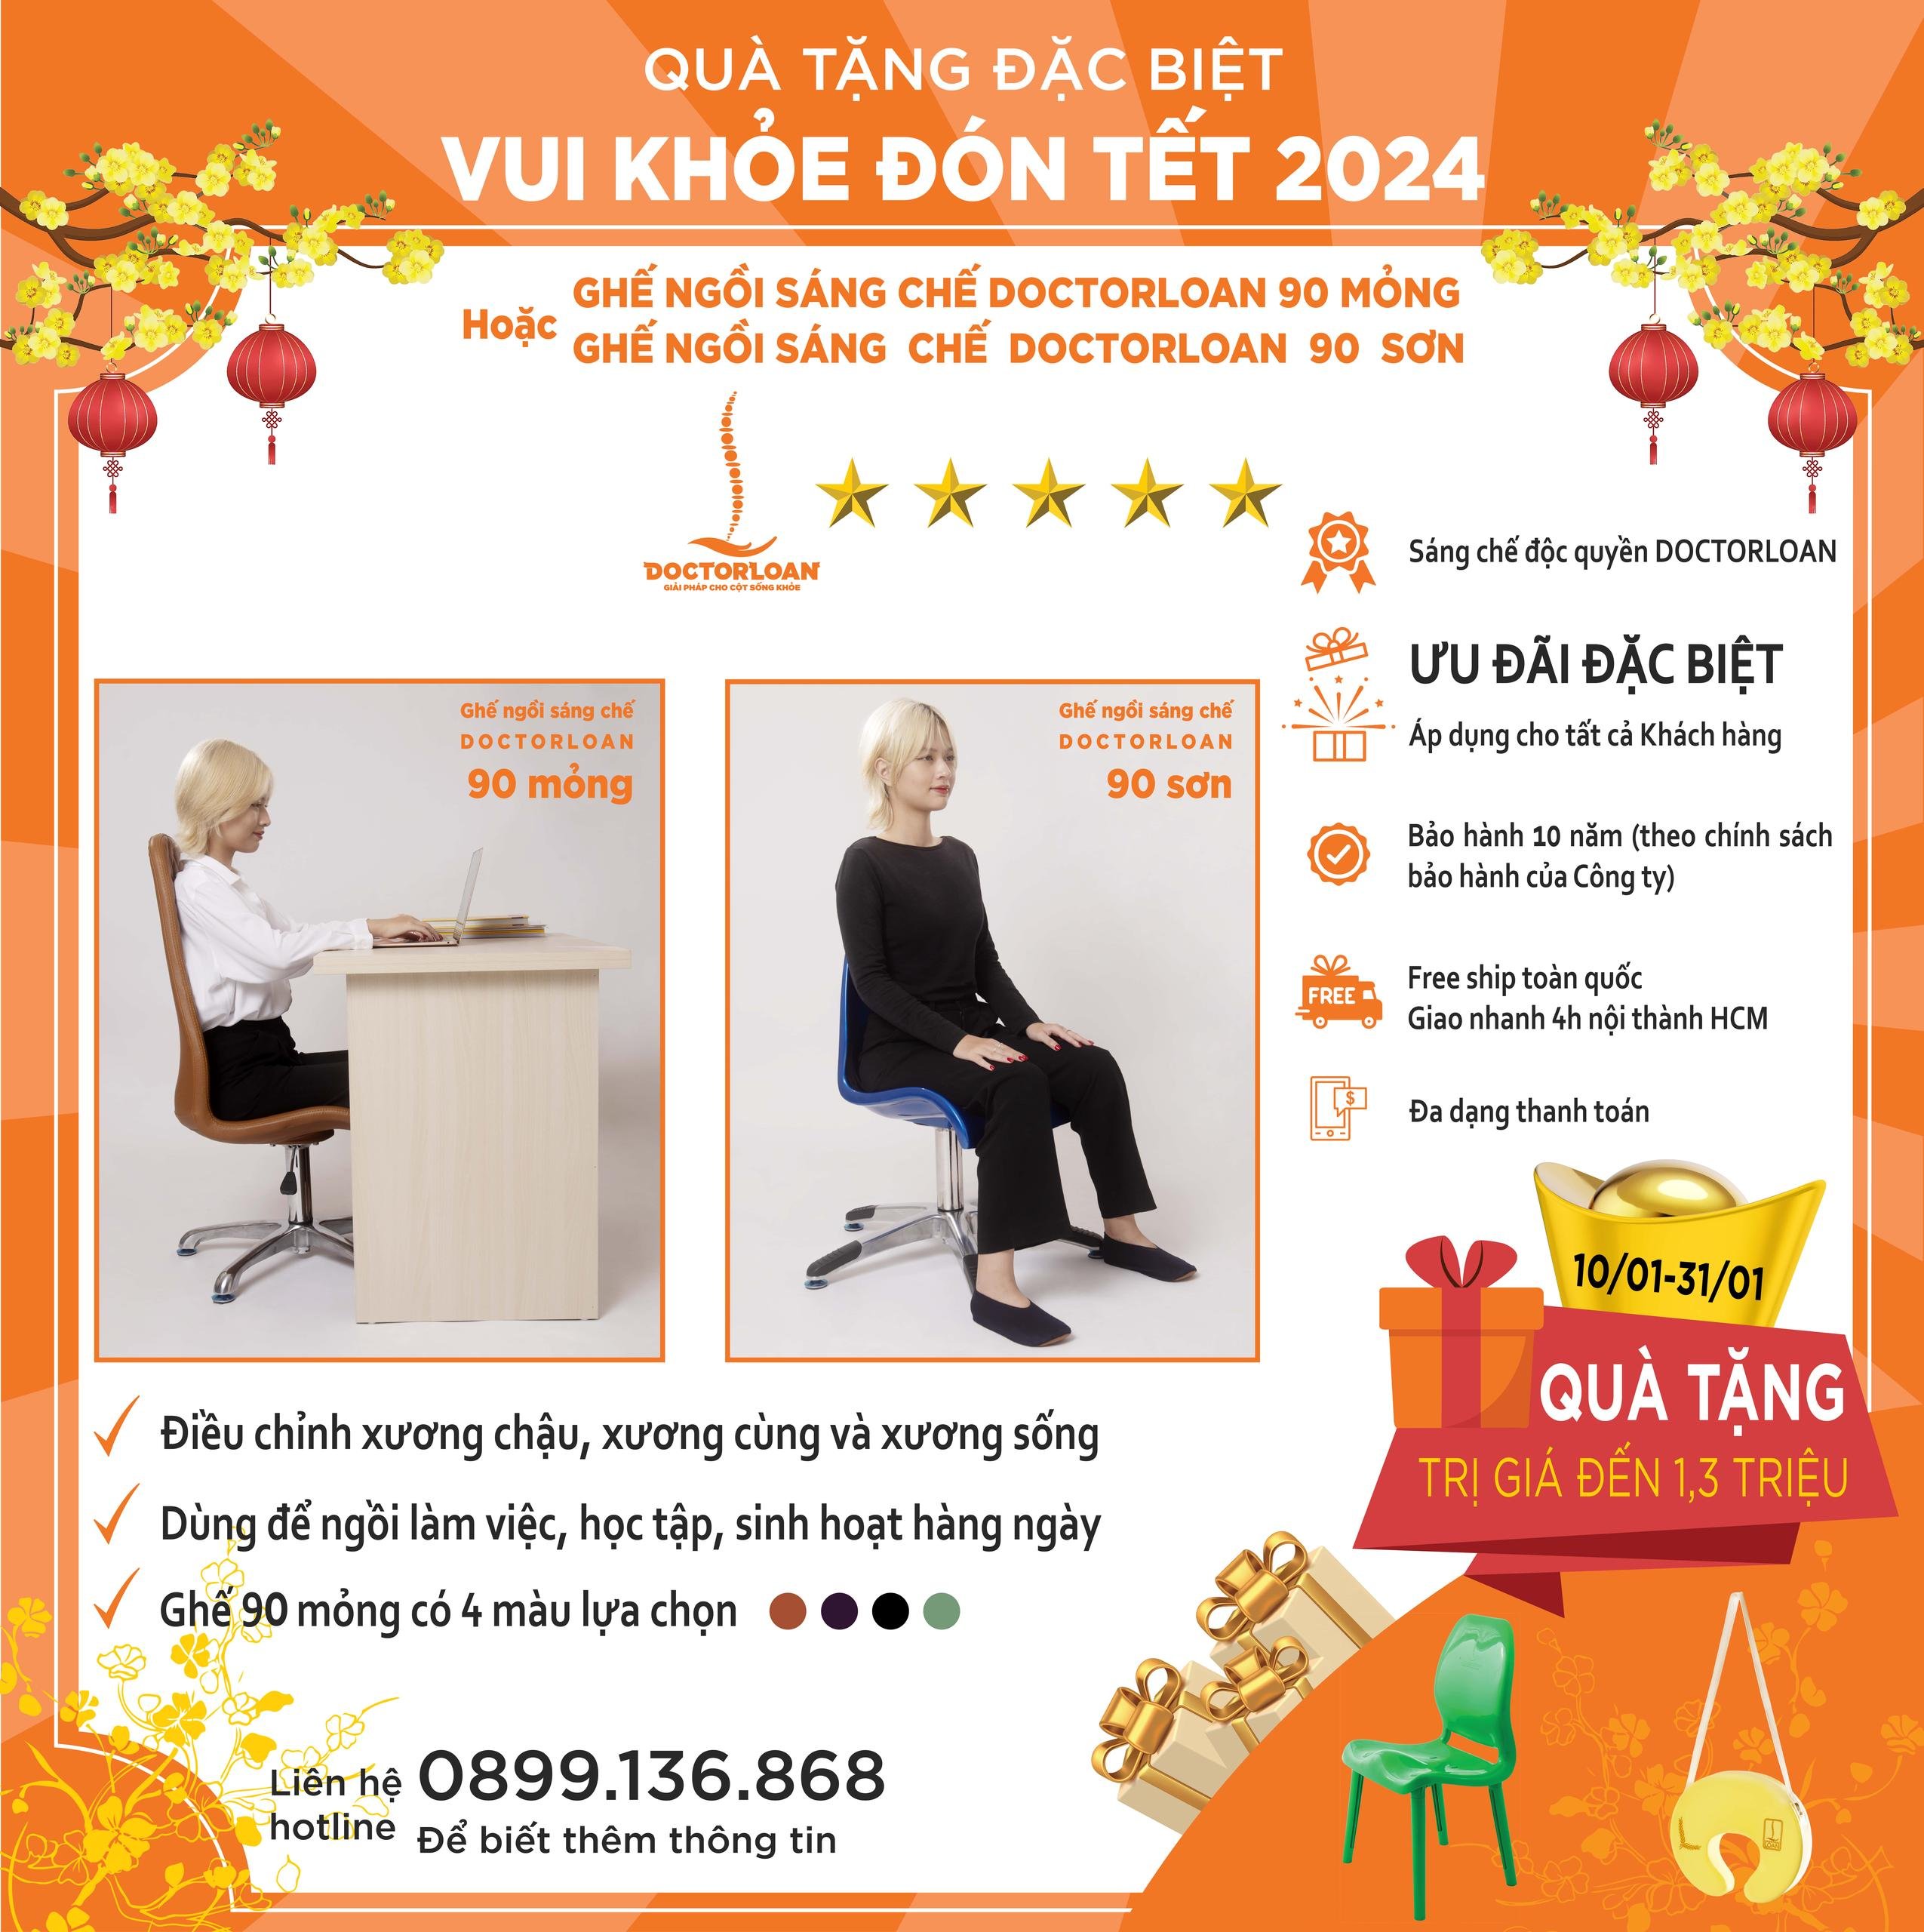 QUÀ TẶNG ĐẶC BIỆT
VUI KHỎE ĐÓN TẾT 2024
Hoặc
GHẾ NGỒI SÁNG CHẾ DOCTORLOAN 90 MỎNG
GHẾ NGỒI SÁNG CHẾ DOCTORLOAN 90 SƠN
DOCTORLOAN
GIẢI PHÁP CHO CỘT SỐNG KHỎE
Sáng chế độc quyền DOCTORLOAN
ƯU ĐÃI ĐẶC BIỆT
Áp dụng cho tất cả Khách hàng
Bảo hành 10 năm (theo chính sách
bảo hành của Công ty)
FREE
Free ship toàn quốc
Giao nhanh 4h nội thành HCM
$
Đa dạng thanh toán
Ghế ngồi sáng chế
DOCTORLOAN
90 mỏng
Ghế ngồi sáng chế
DOCTORLOAN
90 sơn
10/01-31/01
QUÀ TẶNG
TRỊ GIÁ ĐẾN 1,3 TRIỆU
Điều chỉnh xương chậu, xương cùng và xương sống
Dùng để ngồi làm việc, học tập, sinh hoạt hàng ngày
Ghế 90 mỏng có 4 màu lựa chọn
Liên hệ
hotline
0899.136.868
Để biết thêm thông tin